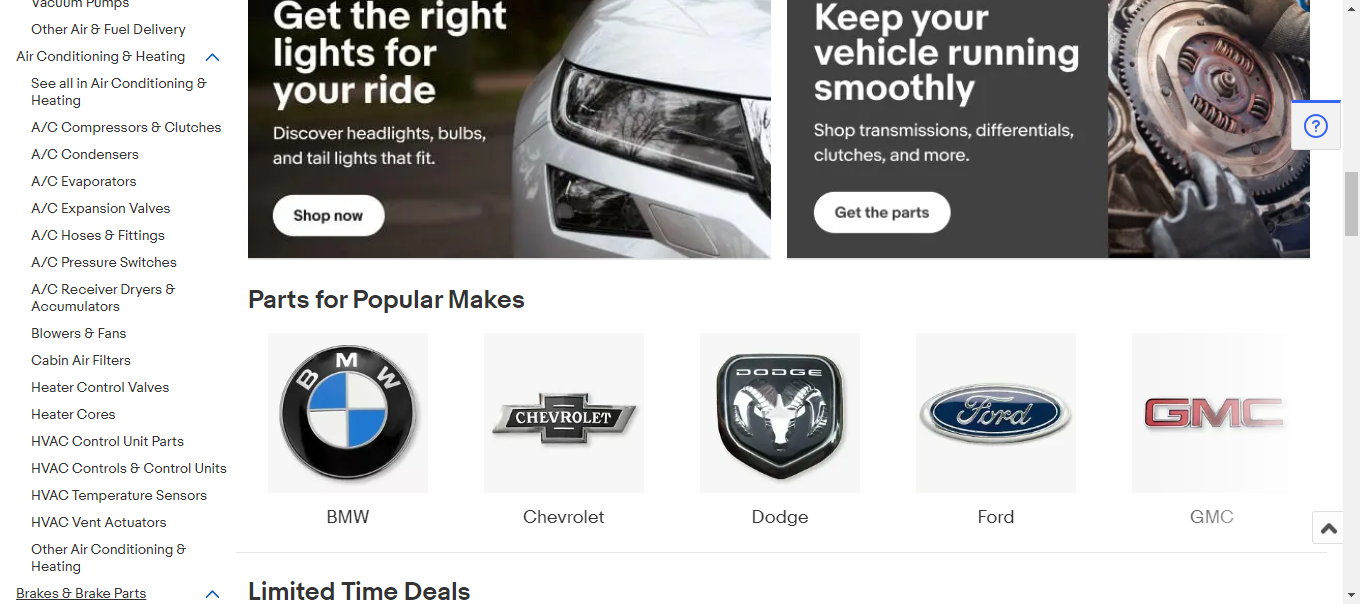 Vacuum Pumps
Other Air & Fuel Delivery
Air Conditioning & Heating
See all in Air Conditioning &
Heating
A/C Compressors & Clutches
A/C Condensers
A/C Evaporators
A/C Expansion Valves
A/C Hoses & Fittings
A/C Pressure Switches
A/C Receiver Dryers &
Accumulators
Blowers & Fans
Cabin Air Filters
Heater Control Valves
Heater Cores
HVAC Control Unit Parts
HVAC Controls & Control Units
HVAC Temperature Sensors
HVAC Vent Actuators
Other Air Conditioning &
Heating
Brakes & Brake Parts
Get the right
lights for
your ride
Discover headlights, bulbs,
and tail lights that fit.
Shop now
Keep your
vehicle running
smoothly
Shop transmissions, differentials,
clutches, and more.
Get the parts
?
Parts for Popular Makes
BMW
CHEVROLET
DODGE
Ford
GMC
BMW
Chevrolet
Dodge
Ford
GMC
Limited Time Deals